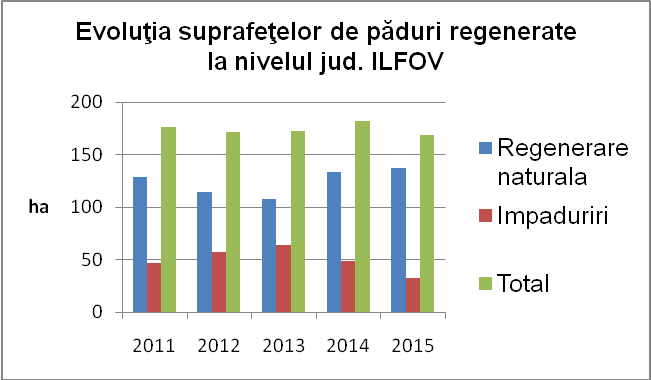 Evoluţia suprafeţelor de păduri regenerate
la nivelul jud. ILFOV
200
150
100
50
0
ha
2011 2012 2013 2014 2015
Regenerare
naturala
Impaduriri
Total